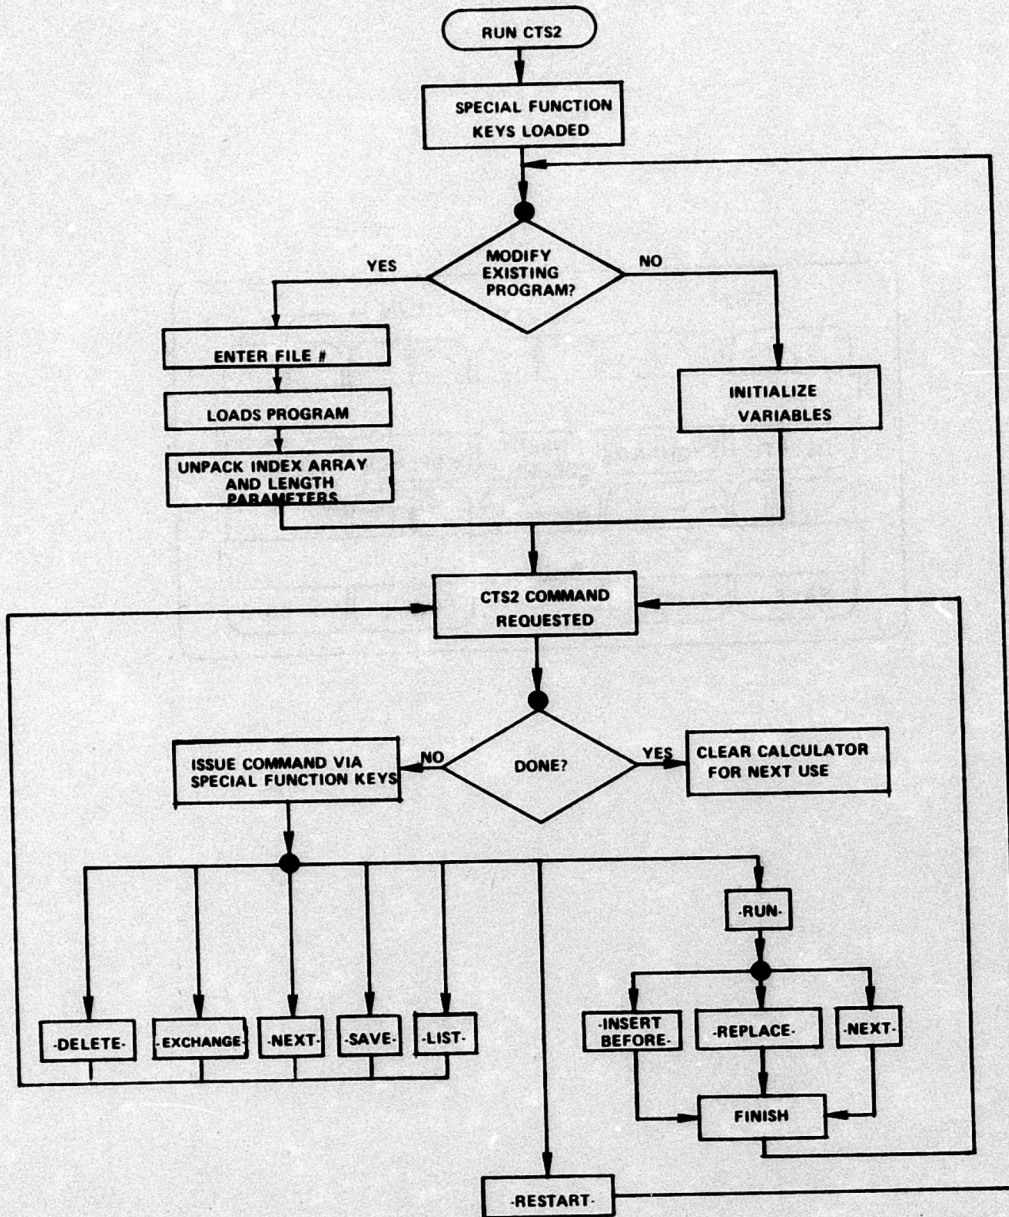 RUN CTS2
SPECIAL FUNCTION
KEYS LOADED
MODIFY
EXISTING
PROGRAM?
YES
NO
ENTER FILE #
LOADS PROGRAM
UNPACK INDEX ARRAY
AND LENGTH
PARAMETERS
INITIALIZE
VARIABLES
CTS2 COMMAND
REQUESTED
DONE?
NO
YES
ISSUE COMMAND VIA
SPECIAL FUNCTION KEYS
CLEAR CALCULATOR
FOR NEXT USE
-RUN-
-DELETE-
-EXCHANGE-
-NEXT-
-SAVE-
-LIST-
-INSERT
BEFORE-
-REPLACE-
-NEXT-
FINISH
-RESTART-